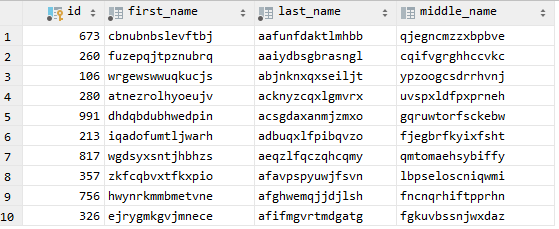 id first_name last_name middle_name
1 673 cbnubnbslevftbj aafunfdaktlmhbb qjegncmzzxbpbve
2 260 fuzepqjtpznubrq aaiydbsgbrasngl cqifvgrghhccvkc
3 106 wrgewswwuqkucjs abjnknxqxseiljt ypzoogcsdrrhvnj
4 280 atnezrolhyoeujv acknyzcqxlgmvrx uvspxldfpxprneh
5 991 dhdqbdubhwedpin acsgdaxanmjzmxo gqruwtorfsckebw
6 213 iqadofumtljwarh adbuqxlfpibqvzo fjegbrfkyixfsht
7 817 wgdsyxsntjhbhzs aeqzlfqczqhcqmy qmtomaehsybiffy
8 357 zkfcqbvxtfkxpio afavpspyuwjfsvn lbpseloscniqwmi
9 756 hwynrkmmbmetvne afghwemqjjdjlsh fncnqrhiftpprhn
10 326 ejrygmkgvjmnece afifmgvrtmdgatg fgkuvbssnjwxdaz